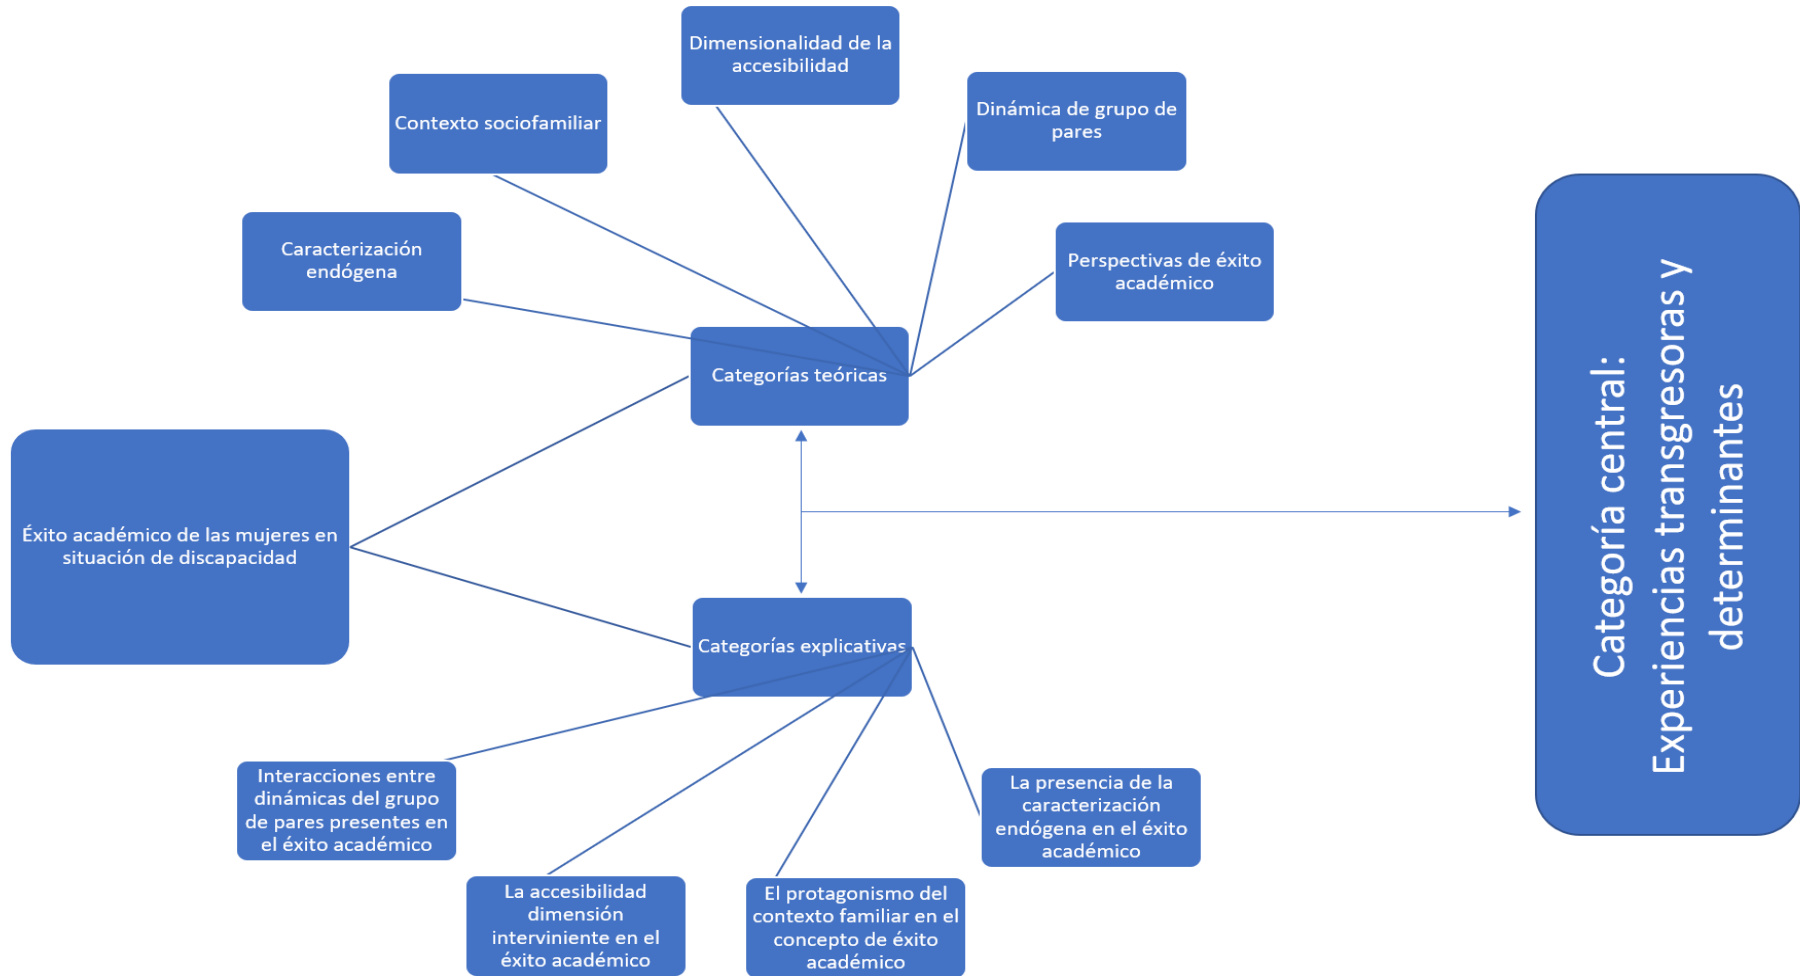 Dimensionalidad de la
accesibilidad
Contexto sociofamiliar
Dinámica de grupo de
pares
Caracterización
endógena
Perspectivas de éxito
académico
Categorías teóricas
Éxito académico de las mujeres en
situación de discapacidad
Categorías explicativas
Interacciones entre
dinámicas del grupo
de pares presentes en
el éxito académico
La accesibilidad
dimensión
interviniente en el
éxito académico
El protagonismo del
contexto familiar en el
concepto de éxito
académico
La presencia de la
caracterización
endógena en el éxito
académico
Categoría central:
Experiencias transgresoras y
determinantes